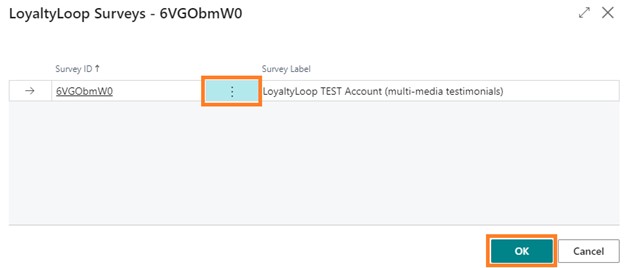 LoyaltyLoop Surveys - 6VGObmW0
Survey ID ↑ Survey Label
6VGObmW0 LoyaltyLoop TEST Account (multi-media testimonials)
OK Cancel